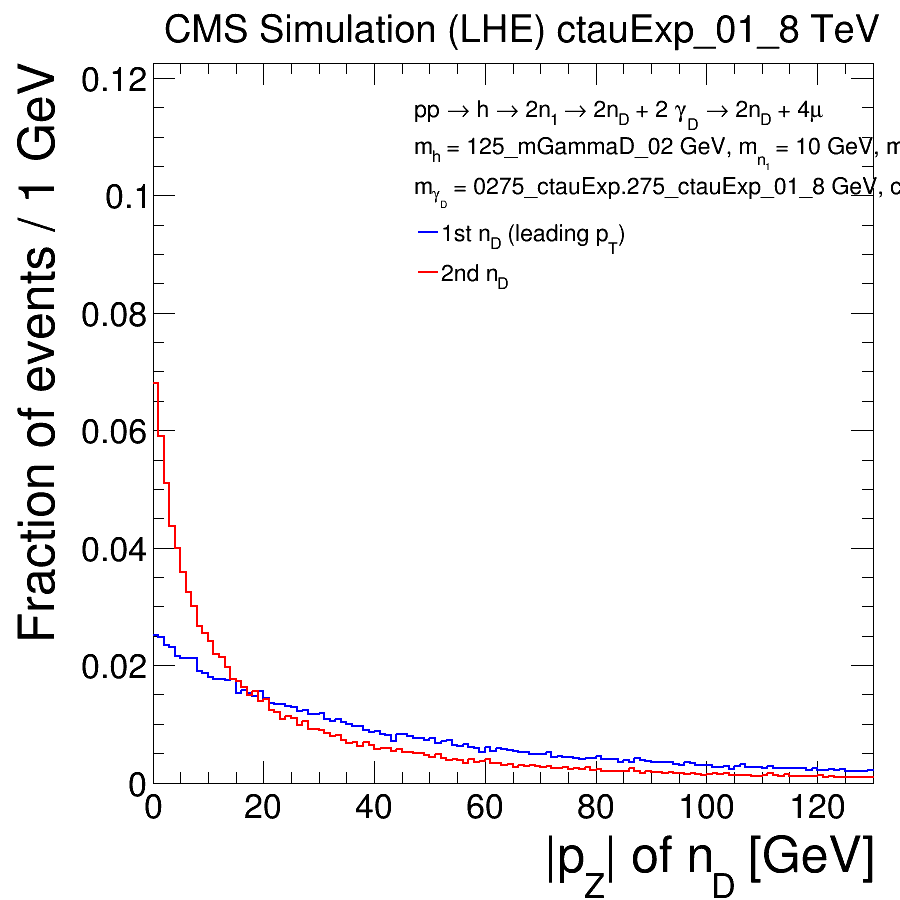 CMS Simulation (LHE) ctauExp_01_8 TeV
Fraction of events / 1 GeV
pp → h → 2n1 → 2nD + 2 γD → 2nD + 4μ
mh = 125_mGammaD_02 GeV, mn1 = 10 GeV, m
mγD = 0275_ctauExp.275_ctauExp_01_8 GeV, c
1st nD (leading pT)
2nd nD
0.12
0.1
0.08
0.06
0.04
0.02
0
0 20 40 60 80 100 120
|pZ| of nD [GeV]